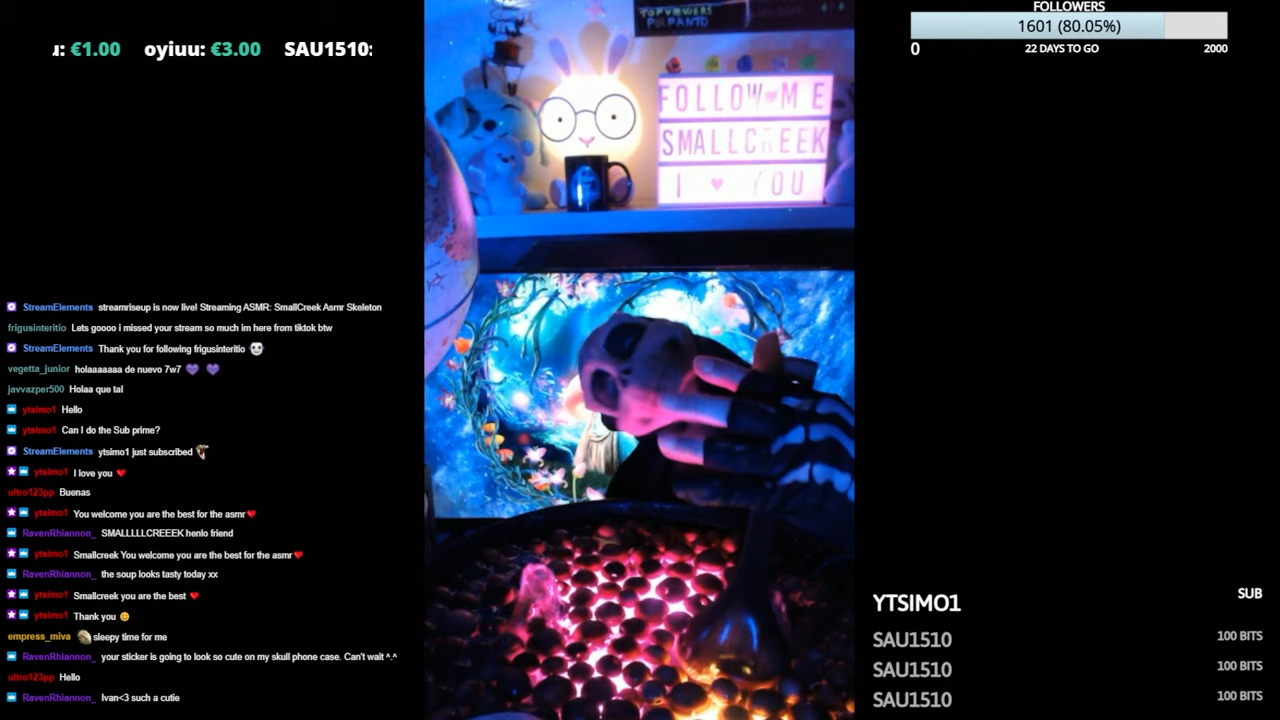 ı: €1.00 oyiuu: €3.00 SAU1510:
TOPVIEWERS
PULPANTO
FOLLOW♥ME
SMALLCREEK
I ♥ YOU
FOLLOWERS
1601 (80.05%)
0 22 DAYS TO GO 2000
StreamElements streamriseup is now live! Streaming ASMR: SmallCreek Asmr Skeleton
frigusinteritio Lets goooo i missed your stream so much im here from tiktok btw
StreamElements Thank you for following frigusinteritio
vegetta_junior holaaaaaaa de nuevo 7w7 💜 💜
javvazper500 Holaa que tal
ytsimo1 Hello
ytsimo1 Can I do the Sub prime?
StreamElements ytsimo1 just subscribed
ytsimo1 I love you ❤
ultro123pp Buenas
ytsimo1 You welcome you are the best for the asmr❤
RavenRhiannon_ SMALLLLLCREEEK henlo friend
ytsimo1 Smallcreek You welcome you are the best for the asmr❤
RavenRhiannon_ the soup looks tasty today xx
ytsimo1 Smallcreek you are the best ❤
ytsimo1 Thank you 😊
empress_miva sleepy time for me
RavenRhiannon_ your sticker is going to look so cute on my skull phone case. Can't wait ^.^
ultro123pp Hello
RavenRhiannon_ Ivan<3 such a cutie
YTSIMO1 SUB
SAU1510 100 BITS
SAU1510 100 BITS
SAU1510 100 BITS